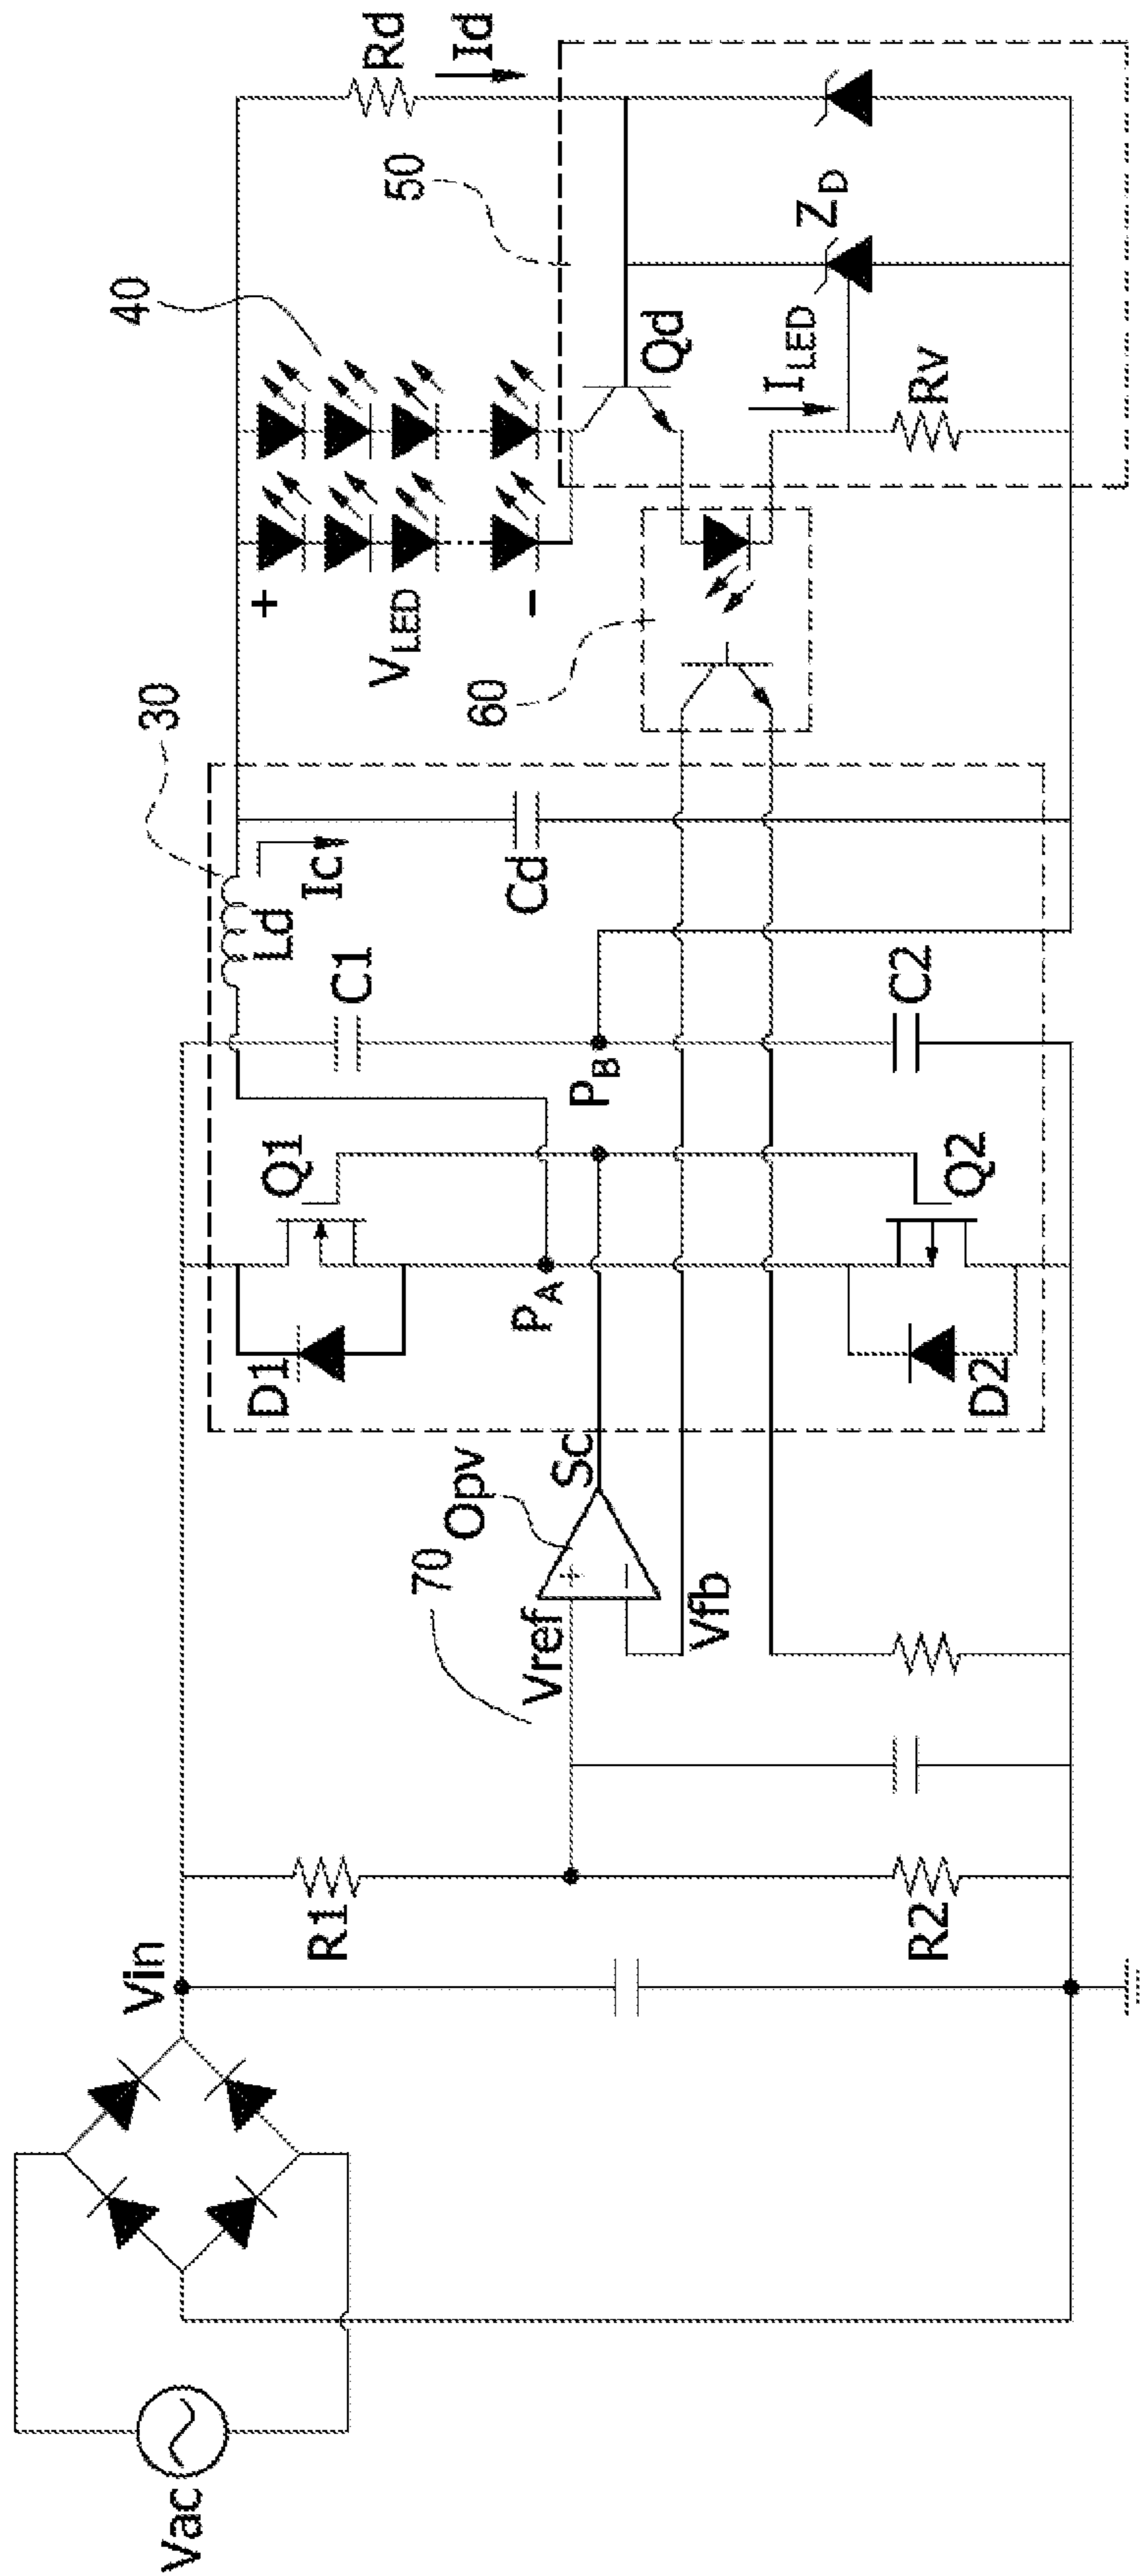 Vac
Vin
R1
R2
70
Opv
Vref
Vfb
Sc
D1
Q1
PA
D2
Q2
PB
C1
C2
30
Ld
Ic
Cd
40
+
VLED
-
60
50
Qd
ILED
ZD
Rv
Rd
Id